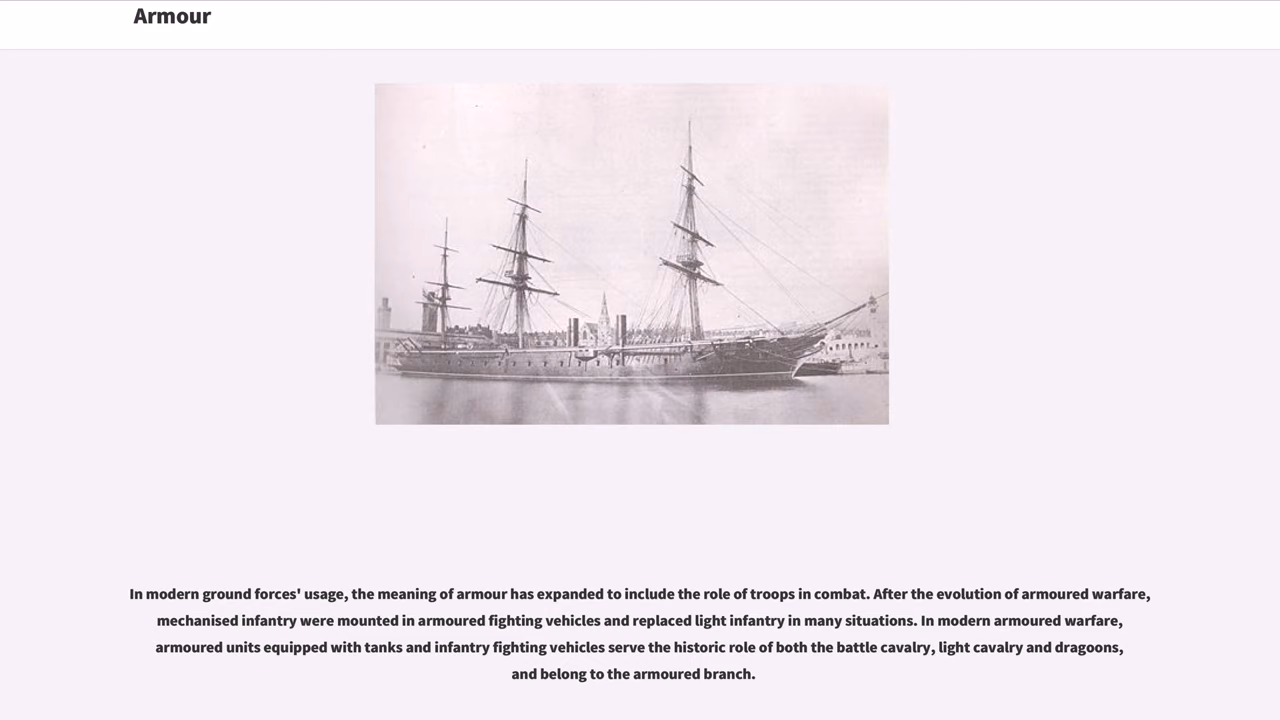 Armour
In modern ground forces' usage, the meaning of armour has expanded to include the role of troops in combat. After the evolution of armoured warfare,
mechanised infantry were mounted in armoured fighting vehicles and replaced light infantry in many situations. In modern armoured warfare,
armoured units equipped with tanks and infantry fighting vehicles serve the historic role of both the battle cavalry, light cavalry and dragoons,
and belong to the armoured branch.